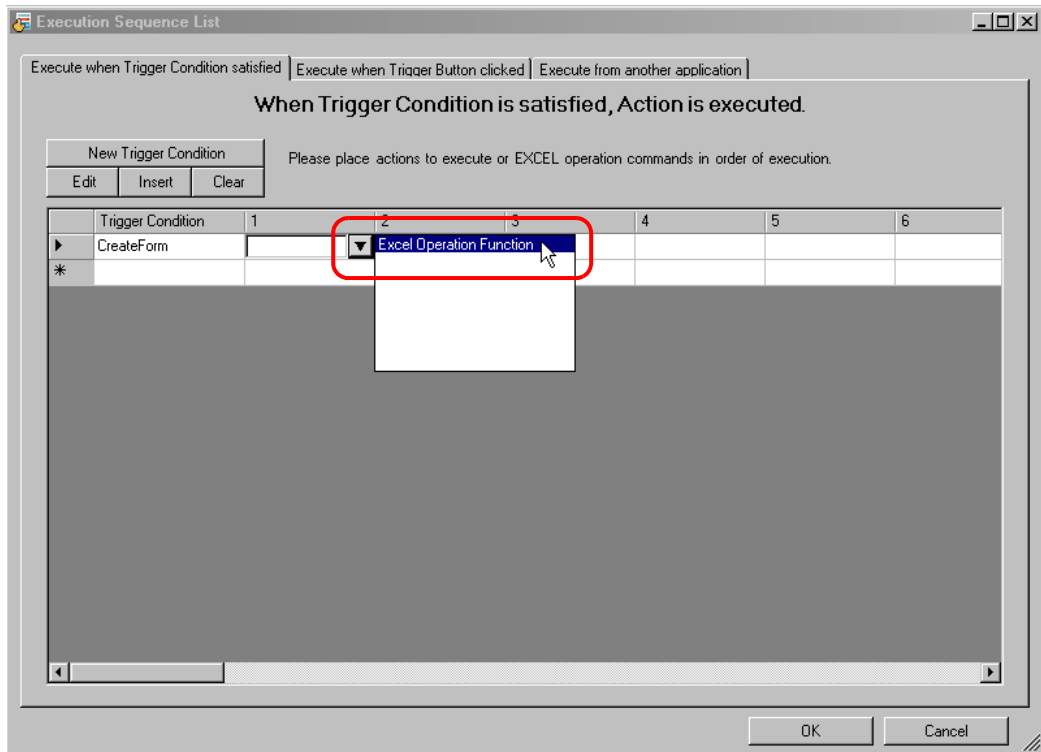 Execution Sequence List
Execute when Trigger Condition satisfied Execute when Trigger Button clicked Execute from another application
When Trigger Condition is satisfied, Action is executed.
New Trigger Condition
Please place actions to execute or EXCEL operation commands in order of execution.
Edit Insert Clear
Trigger Condition 1 2 3 4 5 6
CreateForm Excel Operation Function
OK Cancel